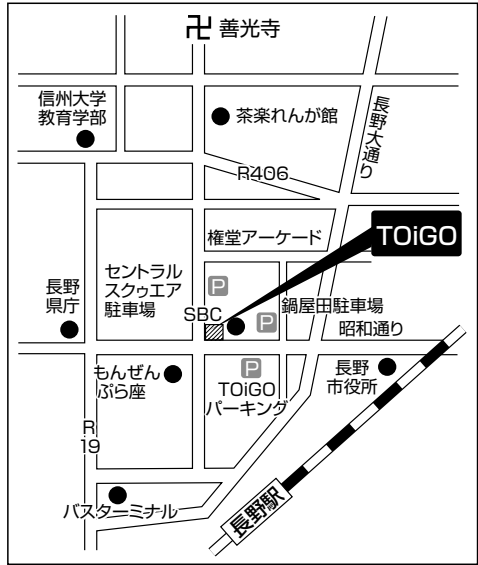 卍 善光寺
信州大学
教育学部
茶楽れんが館
長野大通り
R406
権堂アーケード
TOiGO
セントラル
スクゥエア
駐車場
P
長野
県庁
SBC
P
鍋屋田駐車場
昭和通り
もんぜん
ぷら座
P
TOiGO
パーキング
長野
市役所
R
19
バスターミナル
長野駅